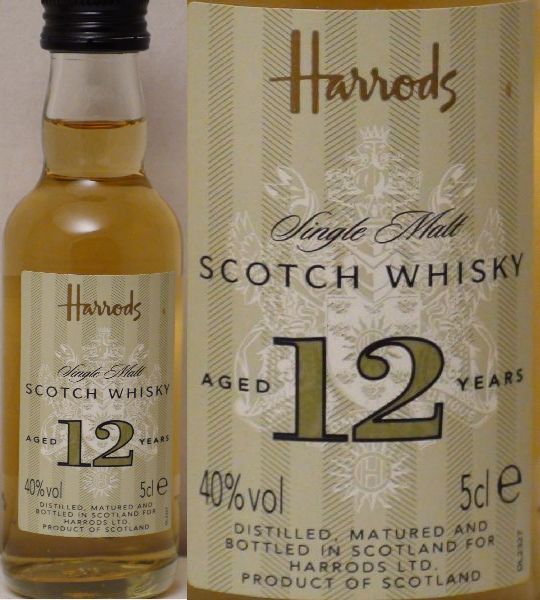 Harrods
Single Malt
SCOTCH WHISKY
AGED 12 YEARS
40% vol 5cl e
DISTILLED, MATURED AND
BOTTLED IN SCOTLAND FOR
HARRODS LTD.
PRODUCT OF SCOTLAND
Harrods
Single Malt
SCOTCH WHISKY
AGED 12 YEARS
40% vol 5cl e
DISTILLED, MATURED AND
BOTTLED IN SCOTLAND FOR
HARRODS LTD.
PRODUCT OF SCOTLAND
DL2327